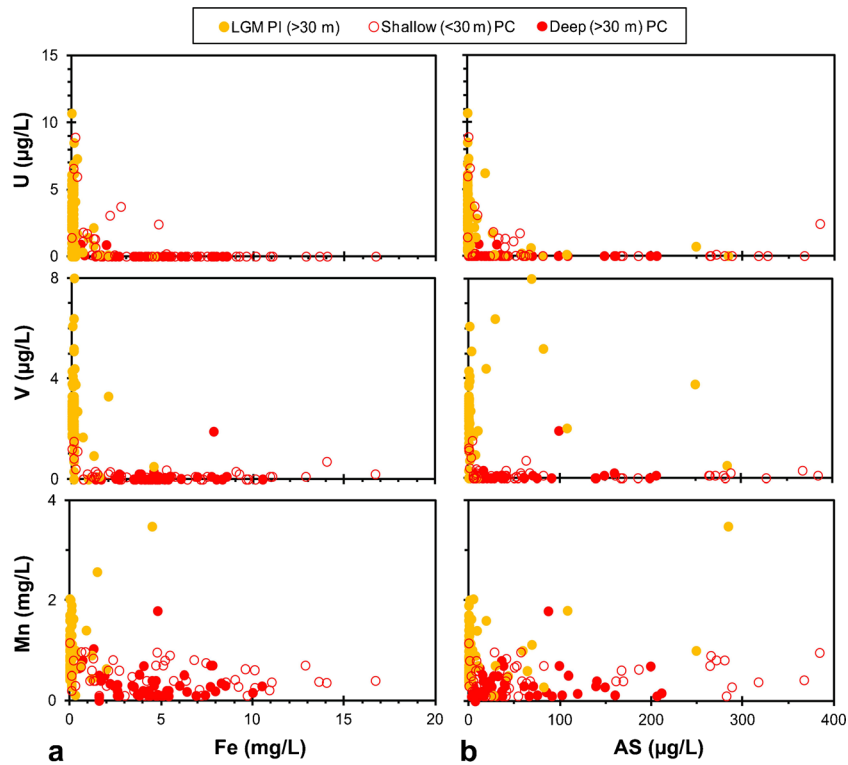 LGM PI (>30 m) Shallow (<30 m) PC Deep (>30 m) PC
15
10
5
0
U (µg/L)
8
4
0
V (µg/L)
4
2
0
Mn (mg/L)
0 5 10 15 20
0 100 200 300 400
a Fe (mg/L) b AS (µg/L)